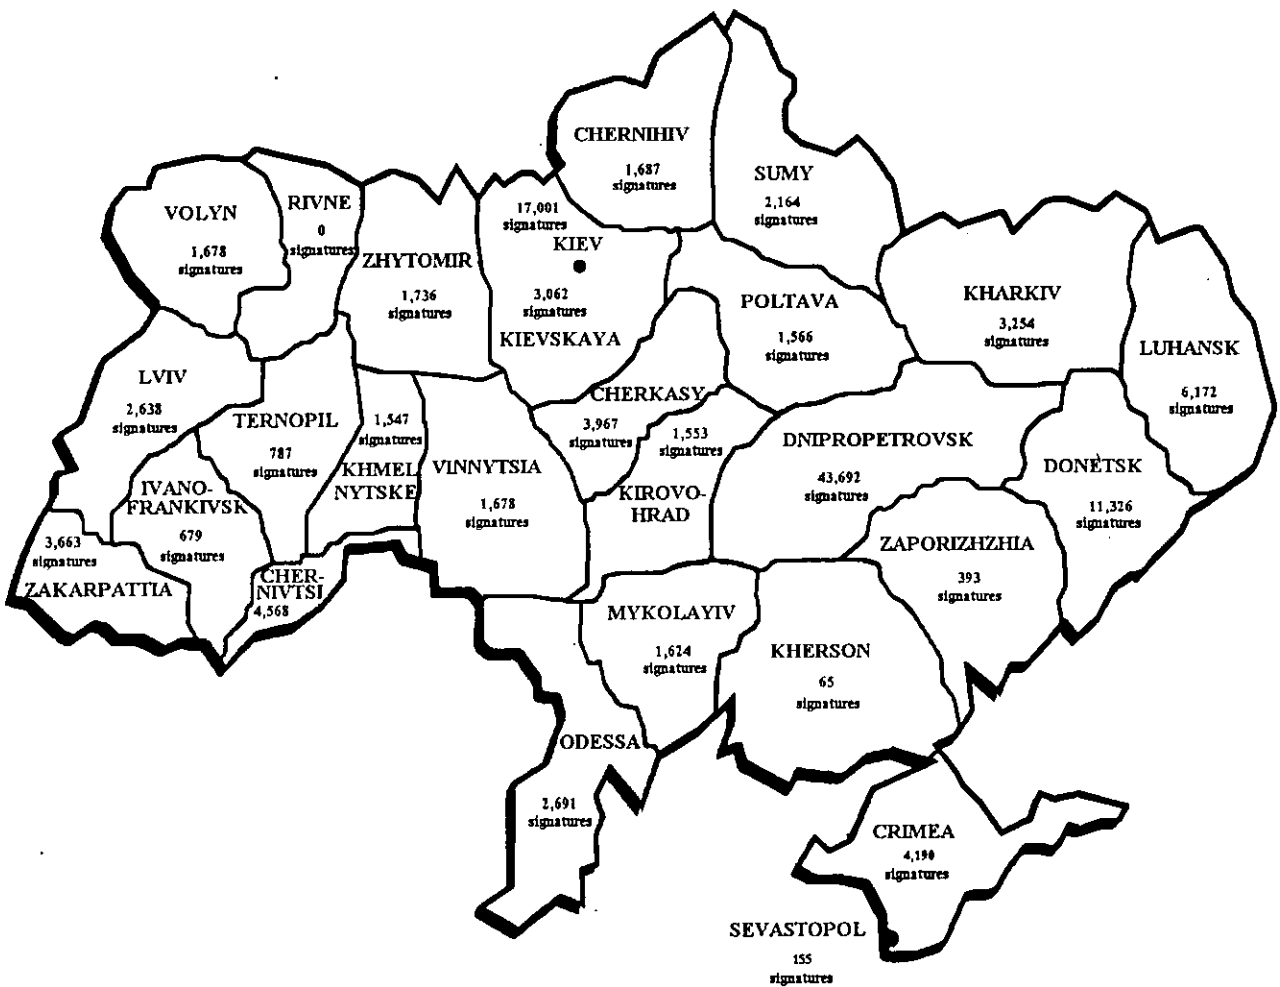 CHERNIHIV
1,687
signatures
SUMY
2,164
signatures
VOLYN
1,678
signatures
RIVNE
0
signatures
ZHYTOMIR
1,736
signatures
17,001
signatures
KIEV
3,062
signatures
KIEVSKAYA
POLTAVA
1,566
signatures
KHARKIV
3,254
signatures
LUHANSK
6,172
signatures
LVIV
2,638
signatures
TERNOPIL
787
signatures
1,547
signatures
KHMEL
NYTSKE
VINNYTSIA
1,678
signatures
CHERKASY
3,967
signatures
1,553
signatures
KIROVO-
HRAD
DNIPROPETROVSK
43,692
signatures
DONETSK
11,326
signatures
IVANO-
FRANKIVSK
679
signatures
3,663
signatures
ZAKARPATTIA
CHER-
NIVTSI
4,568
ZAPORIZHZHIA
393
signatures
MYKOLAYIV
1,624
signatures
KHERSON
65
signatures
ODESSA
2,691
signatures
CRIMEA
4,190
signatures
SEVASTOPOL
155
signatures